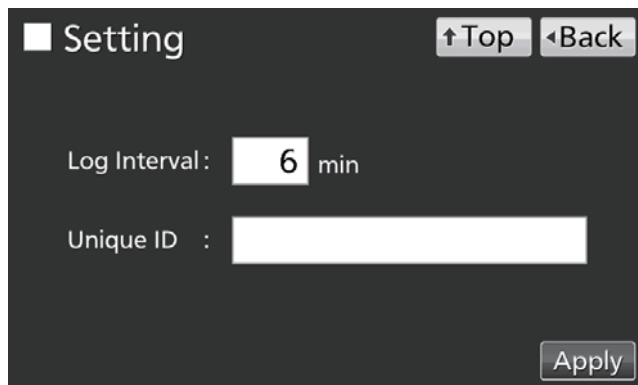 Setting
Top
Back
Log Interval: 6 min
Unique ID :
Apply